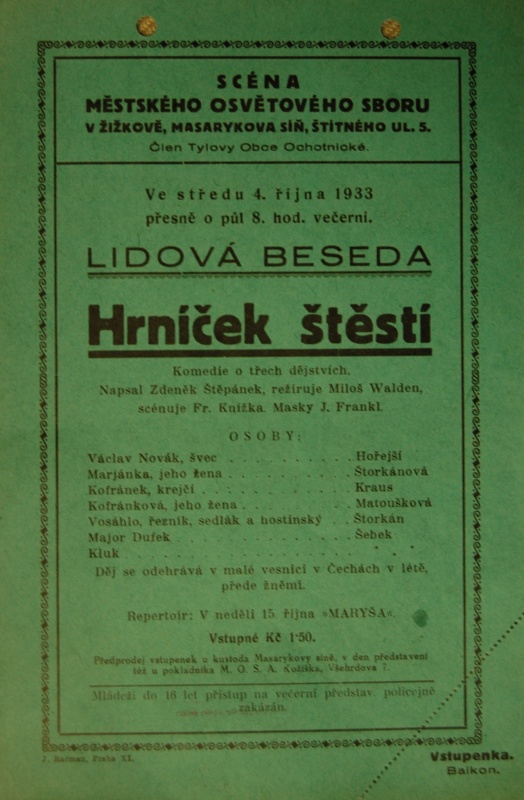 SCÉNA
MĚSTSKÉHO OSVĚTOVÉHO SBORU
V ŽIŽKOVĚ, MASARYKOVA SÍŇ, ŠTÍTNÉHO UL. 5.
Člen Tylovy Obce Ochotnické.
Ve středu 4. října 1933
přesně o půl 8. hod. večerní.
LIDOVÁ BESEDA
Hrníček štěstí
Komedie o třech dějstvích.
Napsal Zdeněk Štěpánek, režíruje Miloš Walden,
scénuje Fr. Knížka. Masky J. Frankl.
OSOBY:
Václav Novák, švec . . . . . . . . . . Hořejší
Marjánka, jeho žena . . . . . . . . . . Štorkánová
Kofránek, krejčí . . . . . . . . . . . . Kraus
Kofránková, jeho žena . . . . . . . . . Matoušková
Vosáhlo, řezník, sedlák a hostinský . . Štorkán
Major Dufek . . . . . . . . . . . . . Šebek
Kluk . . . . . . . . . . . . . . . .
Děj se odehrává v malé vesnici v Čechách v létě,
přede žněmi.
Repertoir: V neděli 15. října »MARYŠA«.
Vstupné Kč 1·50.
Předprodej vstupenek u kustoda Masarykovy síně, v den představení
též u pokladníka M. O. S. A. Kožíška, Všehrdova 7.
Mládeži do 16 let přístup na večerní představ. policejně
zakázán.
J. Praha XI.
Vstupenka.
Balkon.